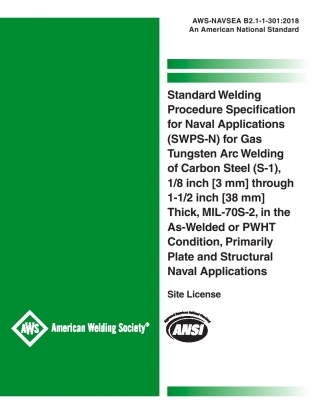 AWS-NAVSEA B2.1-1-301:2018
An American National Standard
Standard Welding
Procedure Specification
for Naval Applications
(SWPS-N) for Gas
Tungsten Arc Welding
of Carbon Steel (S-1),
1/8 inch [3 mm] through
1-1/2 inch [38 mm]
Thick, MIL-70S-2, in the
As-Welded or PWHT
Condition, Primarily
Plate and Structural
Naval Applications
Site License
AWS American Welding Society®
ANSI